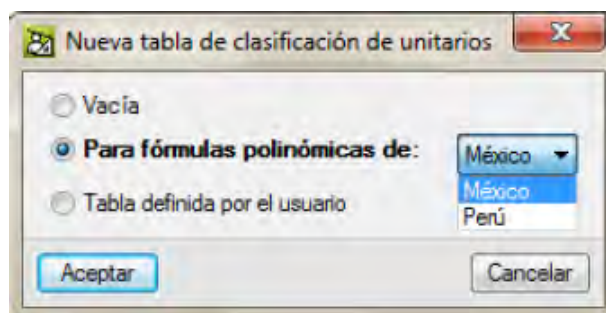 Nueva tabla de clasificación de unitarios
Vacía
Para fórmulas polinómicas de: México
México
Perú
Tabla definida por el usuario
Aceptar Cancelar